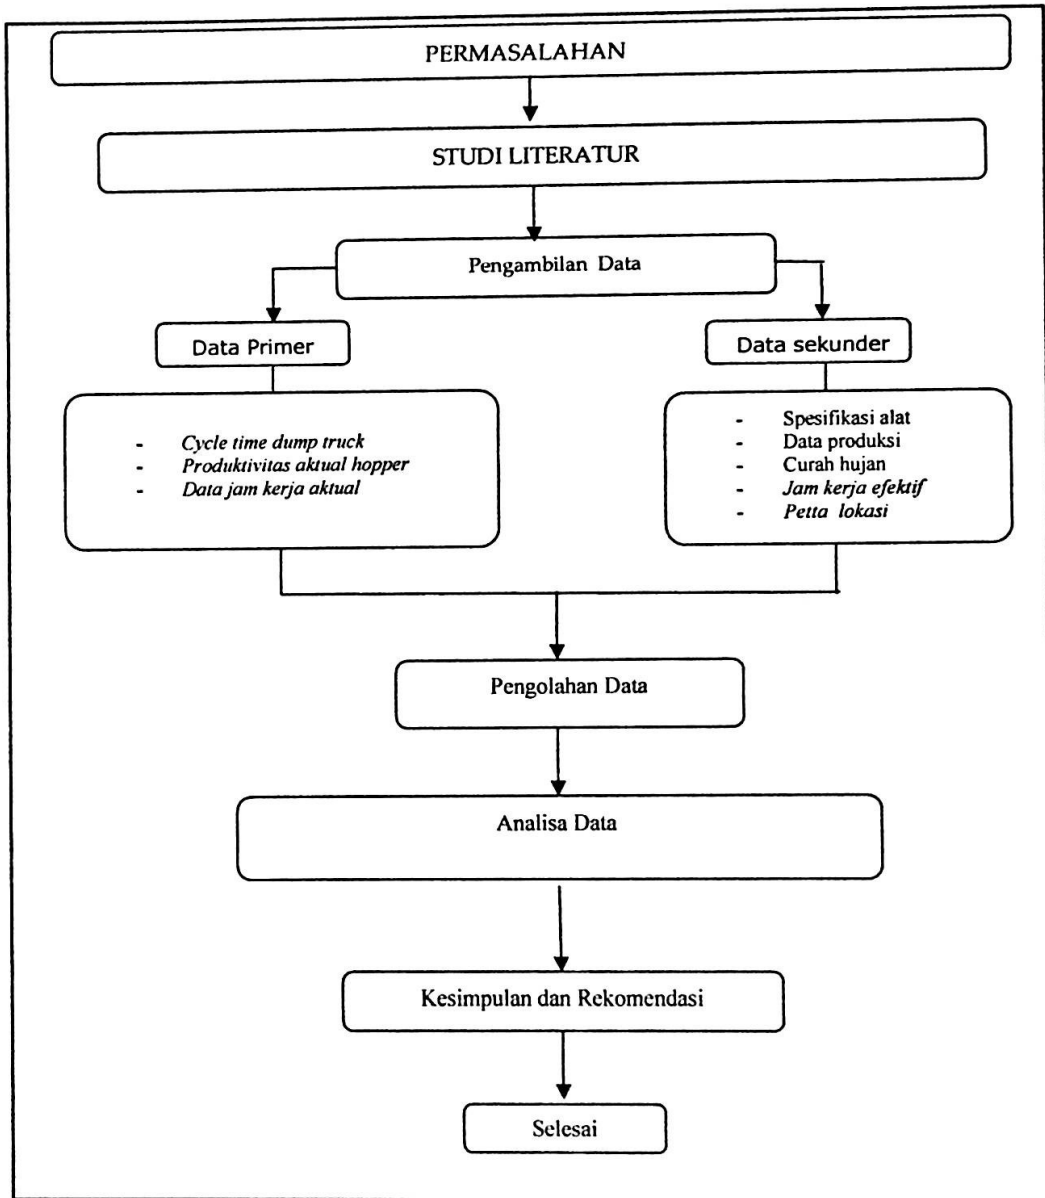 PERMASALAHAN
STUDI LITERATUR
Pengambilan Data
Data Primer
- Cycle time dump truck
- Produktivitas aktual hopper
- Data jam kerja aktual
Data sekunder
- Spesifikasi alat
- Data produksi
- Curah hujan
- Jam kerja efektif
- Petta lokasi
Pengolahan Data
Analisa Data
Kesimpulan dan Rekomendasi
Selesai